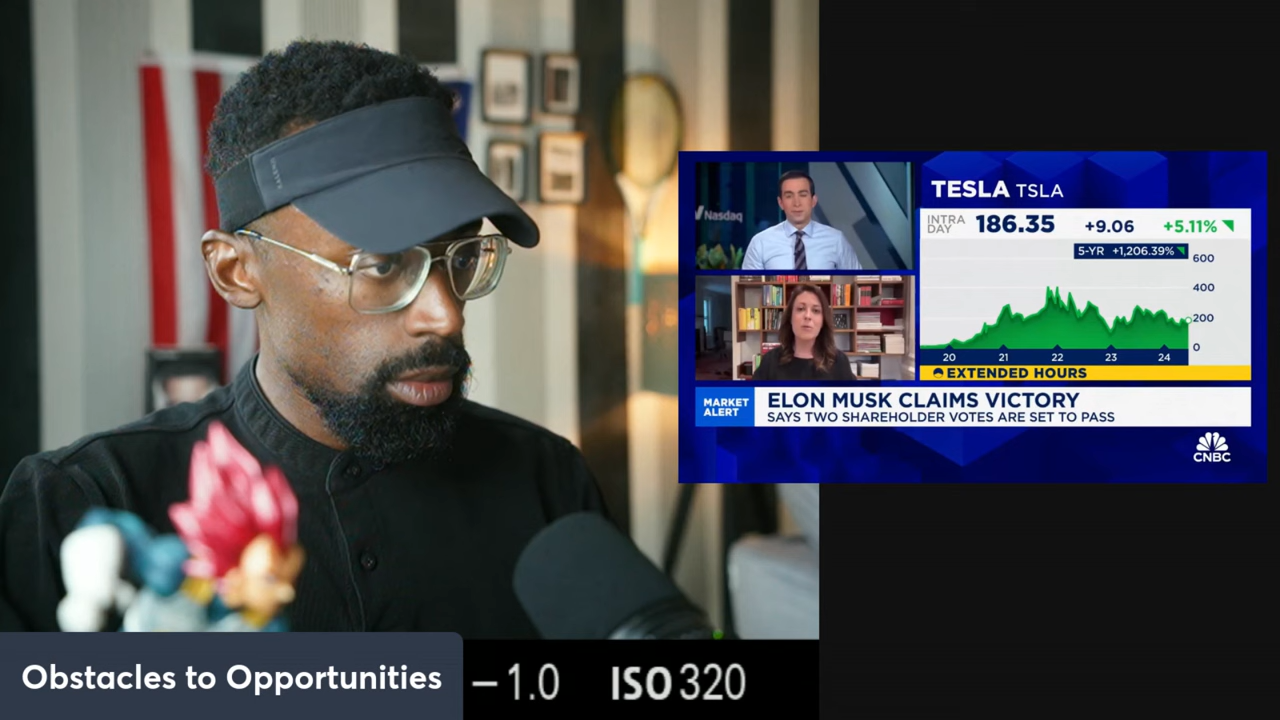 Nasdaq
TESLA TSLA
INTRA DAY 186.35 +9.06 +5.11%
5-YR +1,206.39%
600
400
200
0
20 21 22 23 24
EXTENDED HOURS
MARKET ALERT
ELON MUSK CLAIMS VICTORY
SAYS TWO SHAREHOLDER VOTES ARE SET TO PASS
CNBC
Obstacles to Opportunities
–1.0 ISO 320